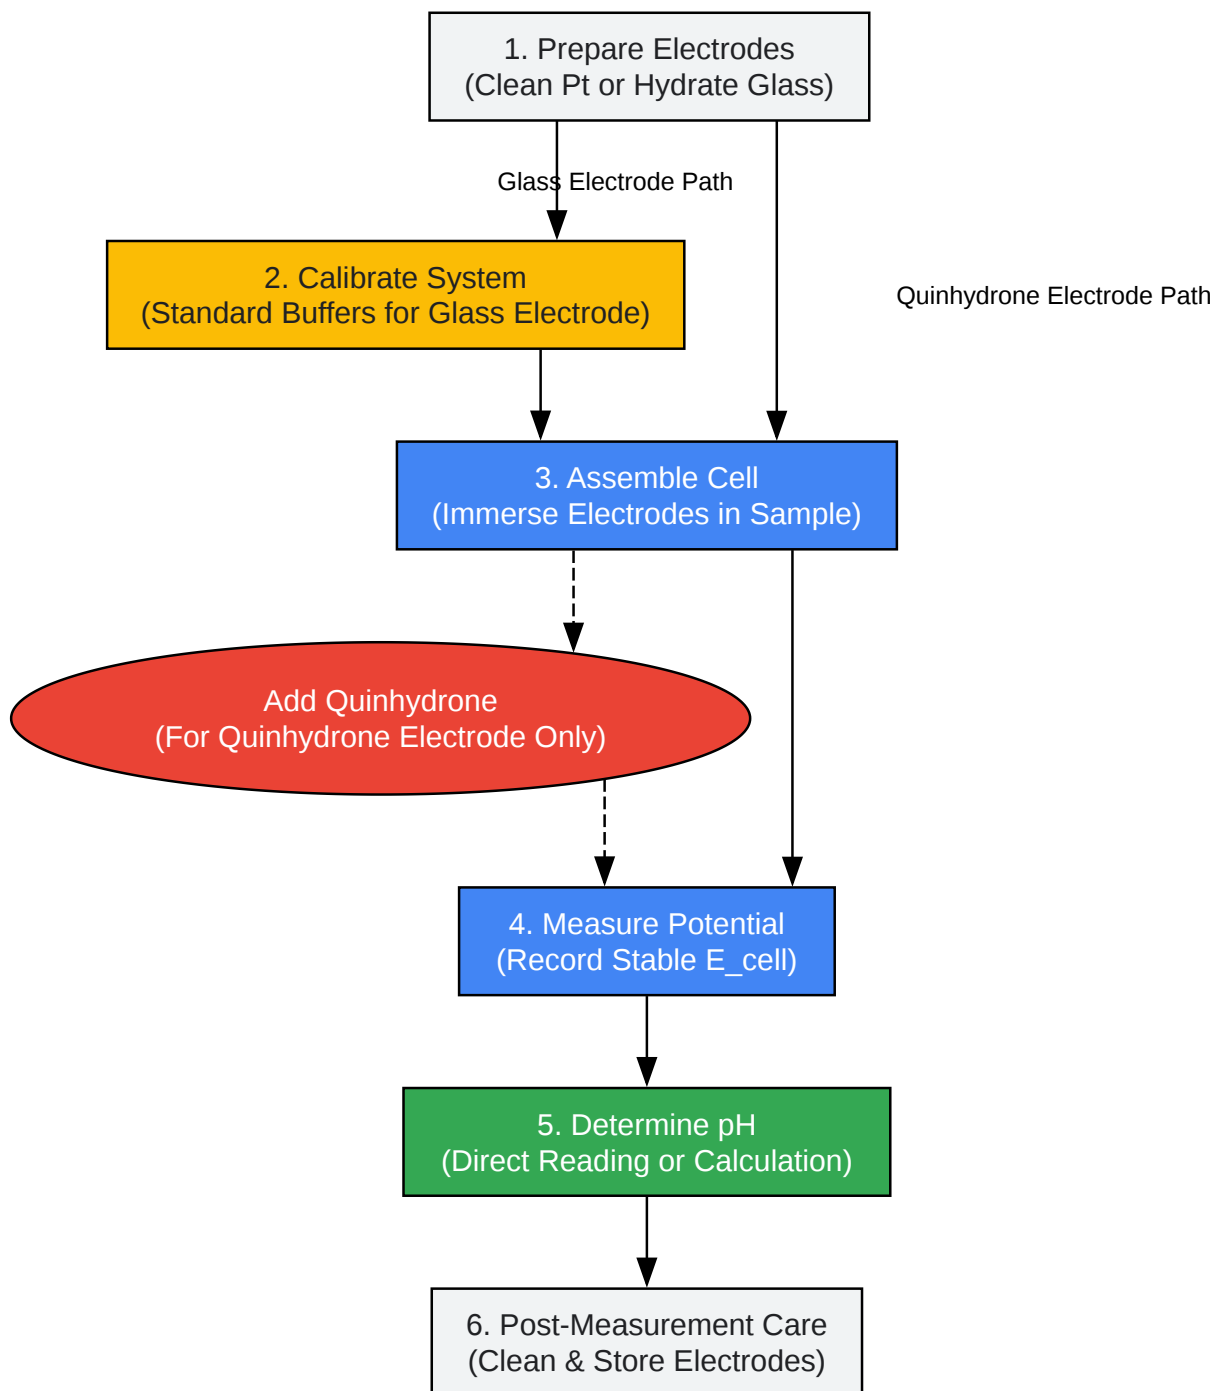 1. Prepare Electrodes
(Clean Pt or Hydrate Glass)
Glass Electrode Path
2. Calibrate System
(Standard Buffers for Glass Electrode)
Quinhydrone Electrode Path
3. Assemble Cell
(Immerse Electrodes in Sample)
Add Quinhydrone
(For Quinhydrone Electrode Only)
4. Measure Potential
(Record Stable E_cell)
5. Determine pH
(Direct Reading or Calculation)
6. Post-Measurement Care
(Clean & Store Electrodes)